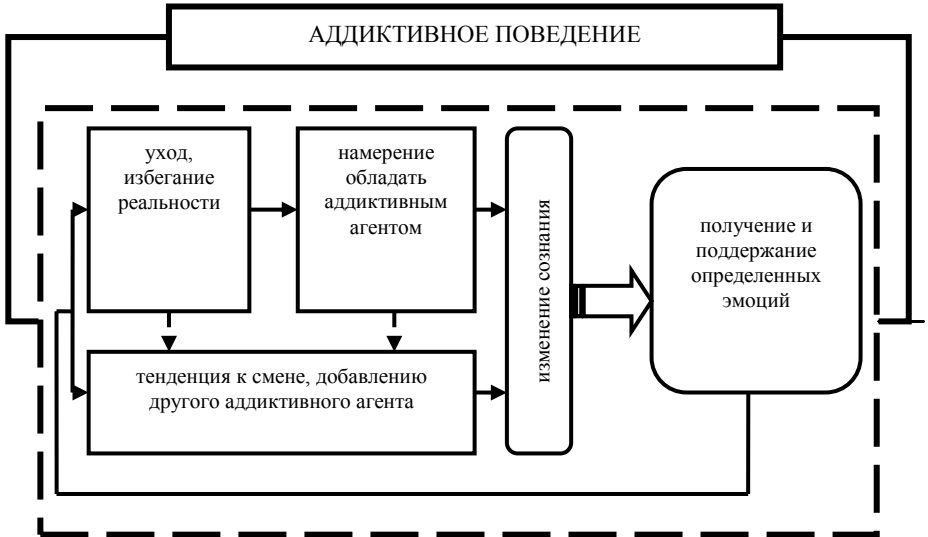 АДДИКТИВНОЕ ПОВЕДЕНИЕ
уход,
избегание
реальности
намерение
обладать
аддиктивным
агентом
изменение сознания
получение и
поддержание
определенных
эмоций
тенденция к смене, добавлению
другого аддиктивного агента